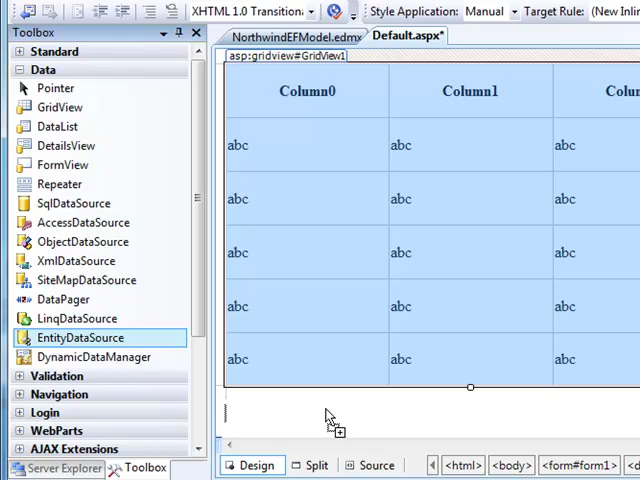 XHTML 1.0 Transition
Style Application: Manual
Target Rule: (New Inlin
Toolbox
NorthwindEFModel.edmx
Default.aspx*
Standard
Data
Pointer
GridView
DataList
DetailsView
FormView
Repeater
SqlDataSource
AccessDataSource
ObjectDataSource
XmlDataSource
SiteMapDataSource
DataPager
LinqDataSource
EntityDataSource
DynamicDataManager
Validation
Navigation
Login
WebParts
AJAX Extensions
Server Explorer
Toolbox
asp:gridview#GridView1
Column0 Column1 Colum
abc abc abc
abc abc abc
abc abc abc
abc abc abc
abc abc abc
Design Split Source <html> <body> <form#form1> <d